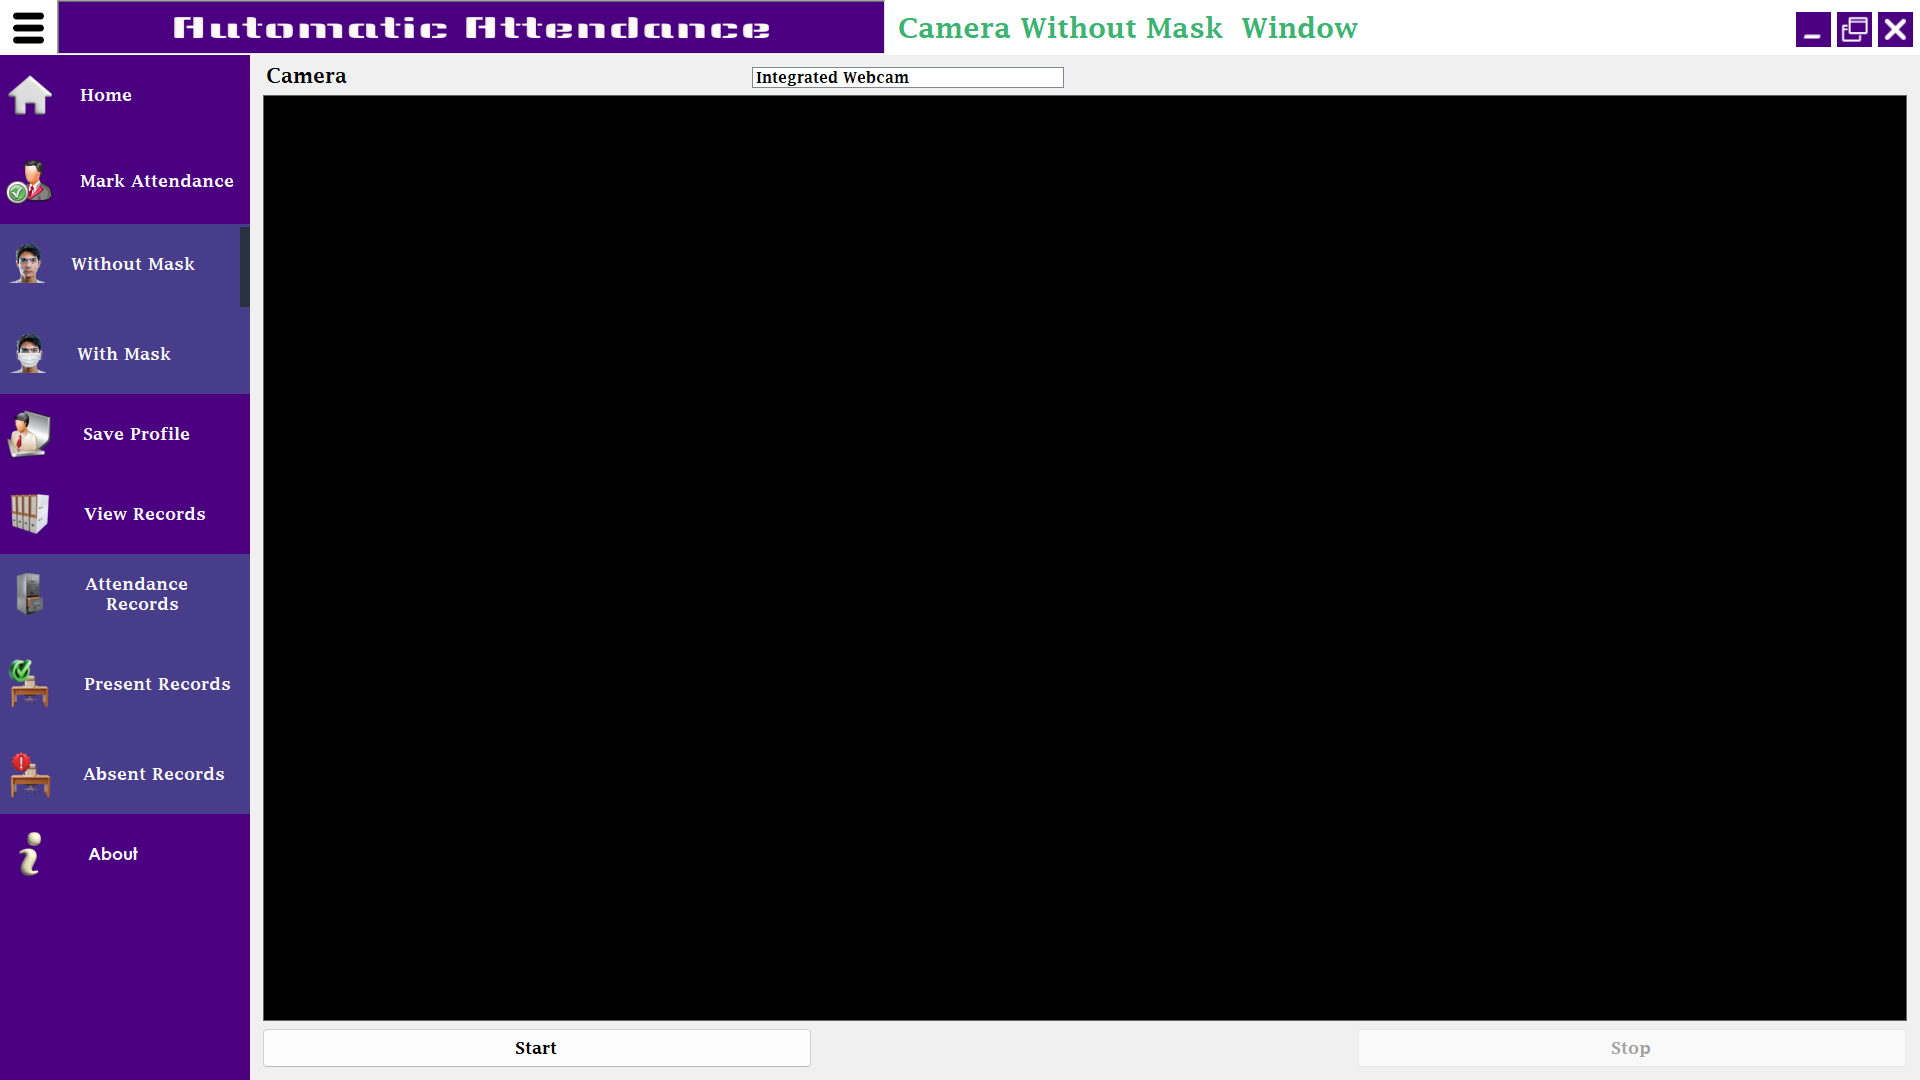 Automatic Attendance
Camera Without Mask Window
Camera
Integrated Webcam
Home
Mark Attendance
Without Mask
With Mask
Save Profile
View Records
Attendance
Records
Present Records
Absent Records
About
Start
Stop